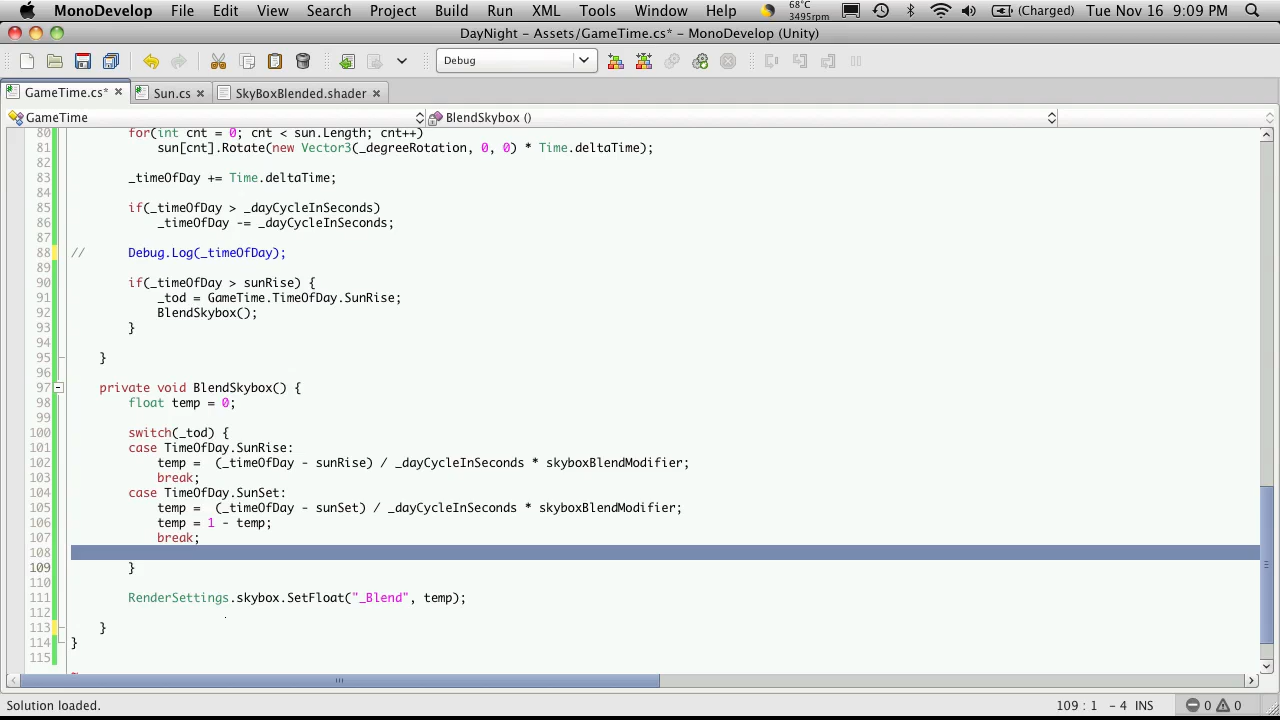 MonoDevelop File Edit View Search Project Build Run XML Tools Window Help 68°C 3495rpm (Charged) Tue Nov 16 9:09 PM
DayNight - Assets/GameTime.cs* - MonoDevelop (Unity)
Debug
GameTime.cs* Sun.cs SkyBoxBlended.shader
GameTime BlendSkybox ()
80 for(int cnt = 0; cnt < sun.Length; cnt++)
81 sun[cnt].Rotate(new Vector3(_degreeRotation, 0, 0) * Time.deltaTime);
82
83 _timeOfDay += Time.deltaTime;
84
85 if(_timeOfDay > _dayCycleInSeconds)
86 _timeOfDay -= _dayCycleInSeconds;
87
88 // Debug.Log(_timeOfDay);
89
90 if(_timeOfDay > sunRise) {
91 _tod = GameTime.TimeOfDay.SunRise;
92 BlendSkybox();
93 }
94
95 }
96
97 private void BlendSkybox() {
98 float temp = 0;
99
100 switch(_tod) {
101 case TimeOfDay.SunRise:
102 temp = (_timeOfDay - sunRise) / _dayCycleInSeconds * skyboxBlendModifier;
103 break;
104 case TimeOfDay.SunSet:
105 temp = (_timeOfDay - sunSet) / _dayCycleInSeconds * skyboxBlendModifier;
106 temp = 1 - temp;
107 break;
108
109 }
110
111 RenderSettings.skybox.SetFloat("_Blend", temp);
112
113 }
114 }
115
Solution loaded. 109 : 1 - 4 INS 0 0